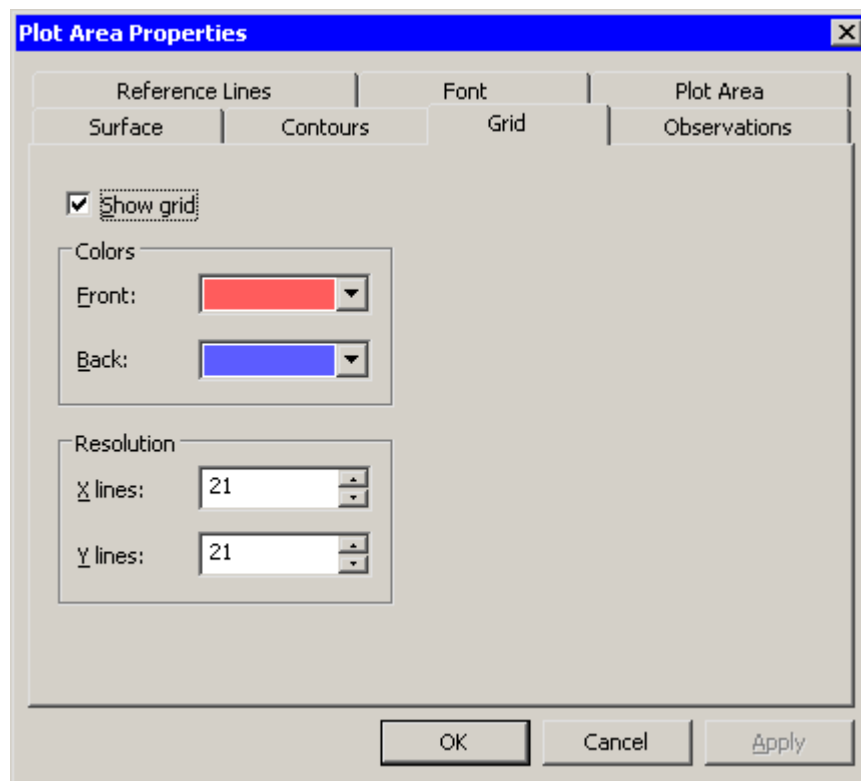 Plot Area Properties
Reference Lines Font Plot Area
Surface Contours Grid Observations
Show grid
Colors
Front:
Back:
Resolution
X lines: 21
Y lines: 21
OK Cancel Apply